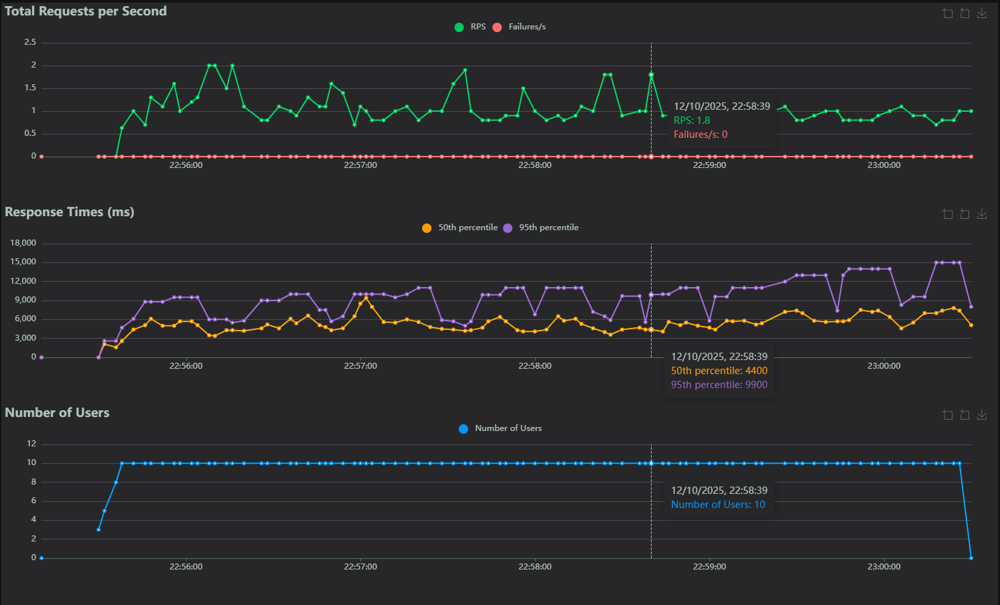 Total Requests per Second
RPS Failures/s
2.5
2
1.5
1
0.5
0
12/10/2025, 22:58:39
RPS: 1.8
Failures/s: 0
22:56:00 22:57:00 22:58:00 22:59:00 23:00:00
Response Times (ms)
50th percentile 95th percentile
18,000
15,000
12,000
9,000
6,000
3,000
0
22:56:00 22:57:00 22:58:00 23:00:00
12/10/2025, 22:58:39
50th percentile: 4400
95th percentile: 9900
Number of Users
Number of Users
12
10
8
6
4
2
0
12/10/2025, 22:58:39
Number of Users: 10
22:56:00 22:57:00 22:58:00 22:59:00 23:00:00